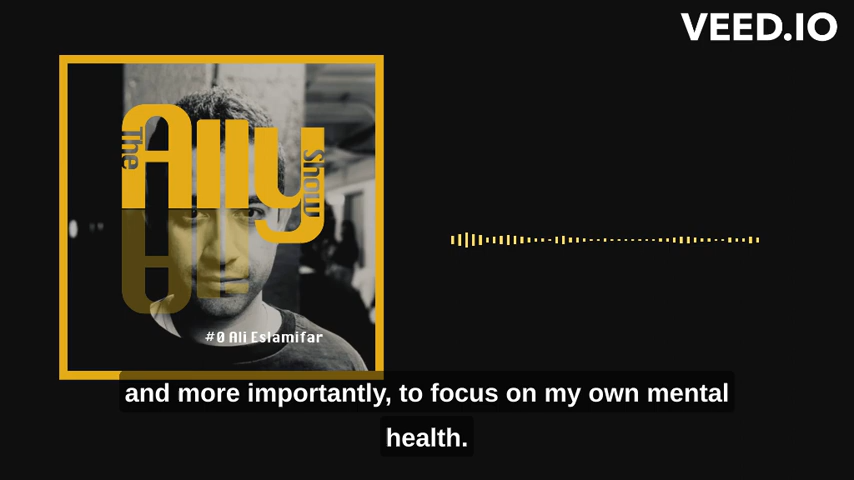 VEED.IO
The
Ally
Show
#0 Ali Eslamifar
and more importantly, to focus on my own mental
health.